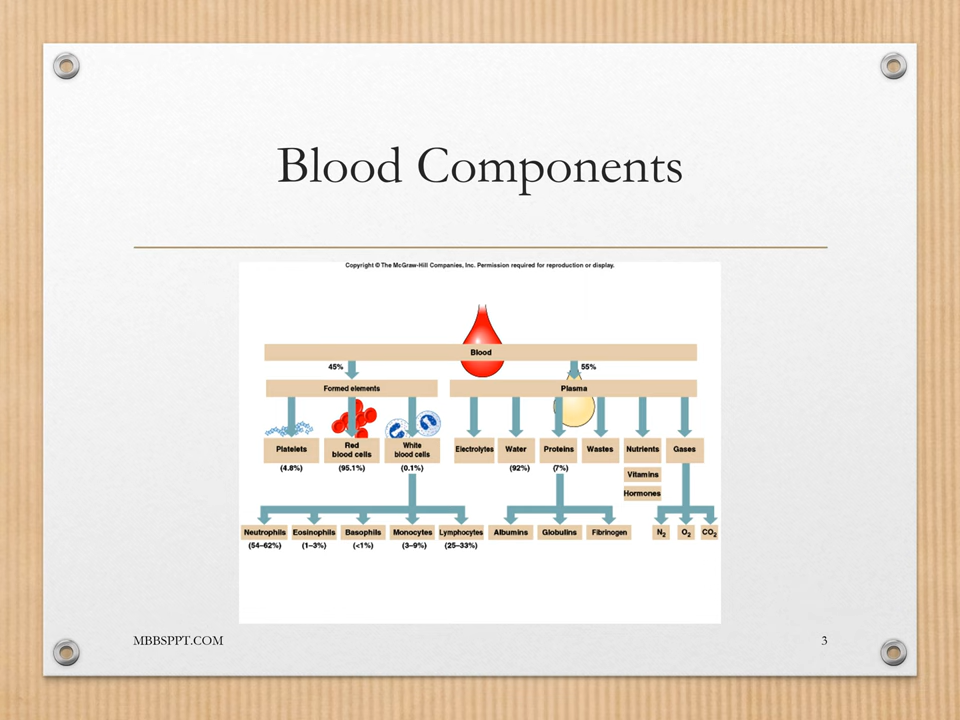 Blood Components
Copyright © The McGraw-Hill Companies, Inc. Permission required for reproduction or display.
Blood
45%
55%
Formed elements
Plasma
Platelets
Red
blood cells
White
blood cells
Electrolytes
Water
Proteins
Wastes
Nutrients
Gases
(4.8%)
(95.1%)
(0.1%)
(92%)
(7%)
Vitamins
Hormones
Neutrophils
Eosinophils
Basophils
Monocytes
Lymphocytes
Albumins
Globulins
Fibrinogen
N₂
O₂
CO₂
(54–62%)
(1–3%)
(<1%)
(3–9%)
(25–33%)
MBBSPPT.COM
3